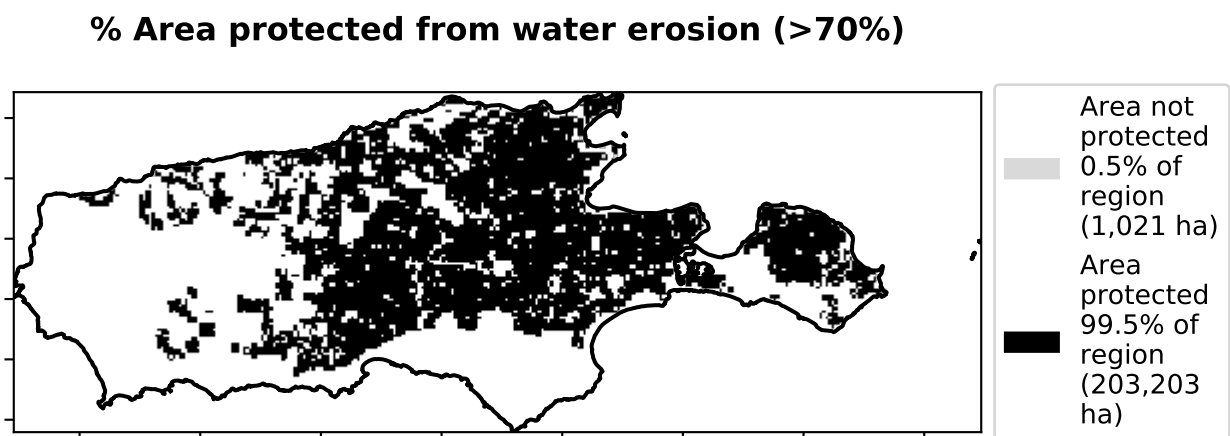 % Area protected from water erosion (>70%)
Area not
protected
0.5% of
region
(1,021 ha)
Area
protected
99.5% of
region
(203,203
ha)